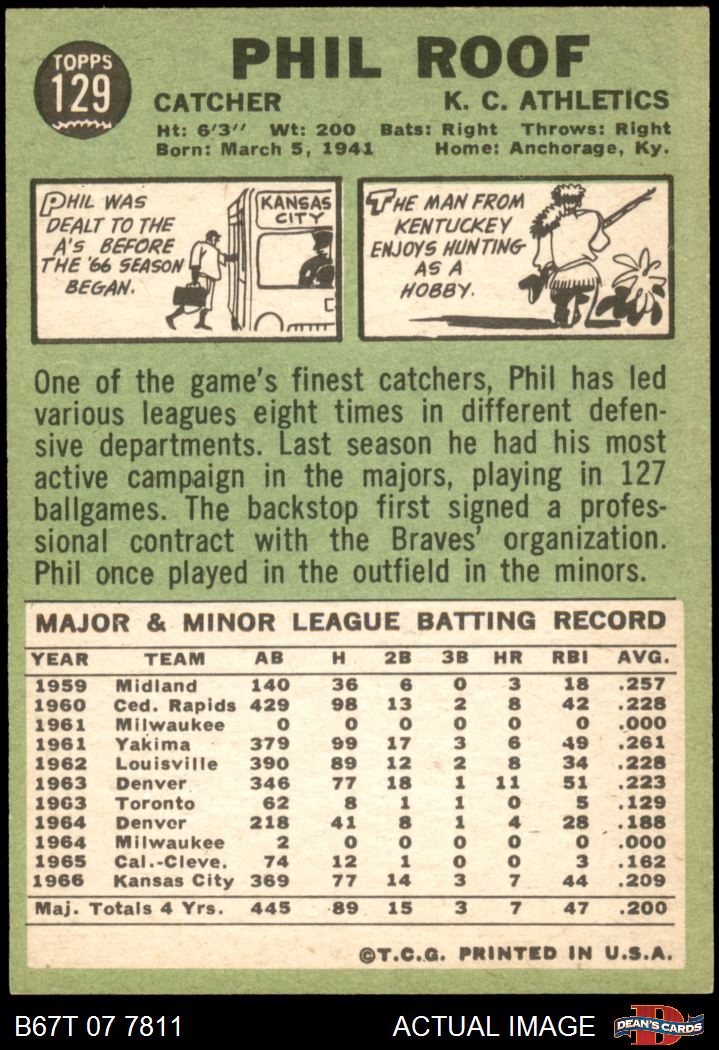 TOPPS
129
PHIL ROOF
CATCHER K. C. ATHLETICS
Ht: 6'3" Wt: 200 Bats: Right Throws: Right
Born: March 5, 1941 Home: Anchorage, Ky.
PHIL WAS
DEALT TO THE
A'S BEFORE
THE '66 SEASON
BEGAN.
KANSAS
CITY
THE MAN FROM
KENTUCKEY
ENJOYS HUNTING
AS A
HOBBY.
One of the game's finest catchers, Phil has led
various leagues eight times in different defen-
sive departments. Last season he had his most
active campaign in the majors, playing in 127
ballgames. The backstop first signed a profes-
sional contract with the Braves' organization.
Phil once played in the outfield in the minors.
MAJOR & MINOR LEAGUE BATTING RECORD
YEAR TEAM AB H 2B 3B HR RBI AVG.
1959 Midland 140 36 6 0 3 18 .257
1960 Ced. Rapids 429 98 13 2 8 42 .228
1961 Milwaukee 0 0 0 0 0 0 .000
1961 Yakima 379 99 17 3 6 49 .261
1962 Louisville 390 89 12 2 8 34 .228
1963 Denver 346 77 18 1 11 51 .223
1963 Toronto 62 8 1 1 0 5 .129
1964 Denver 218 41 8 1 4 28 .188
1964 Milwaukee 2 0 0 0 0 0 .000
1965 Cal.-Cleve. 74 12 1 0 0 3 .162
1966 Kansas City 369 77 14 3 7 44 .209
Maj. Totals 4 Yrs. 445 89 15 3 7 47 .200
©T.C.G. PRINTED IN U.S.A.
B67T 07 7811 ACTUAL IMAGE D DEAN'S CARDS